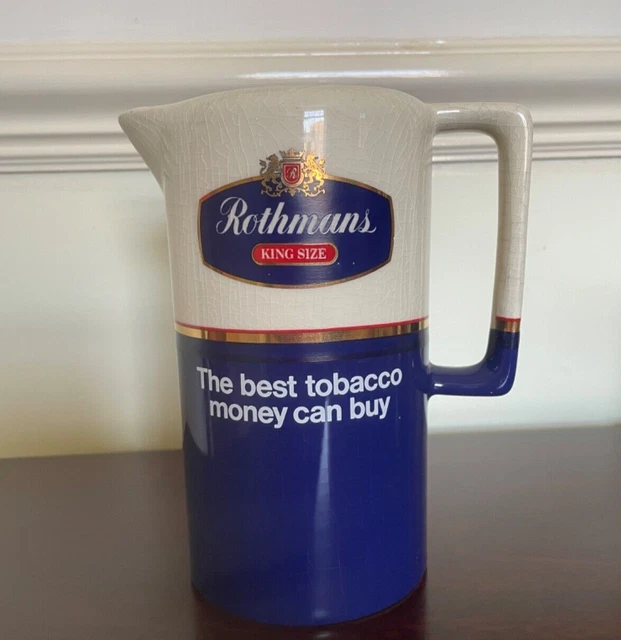 Rothmans
KING SIZE
The best tobacco
money can buy